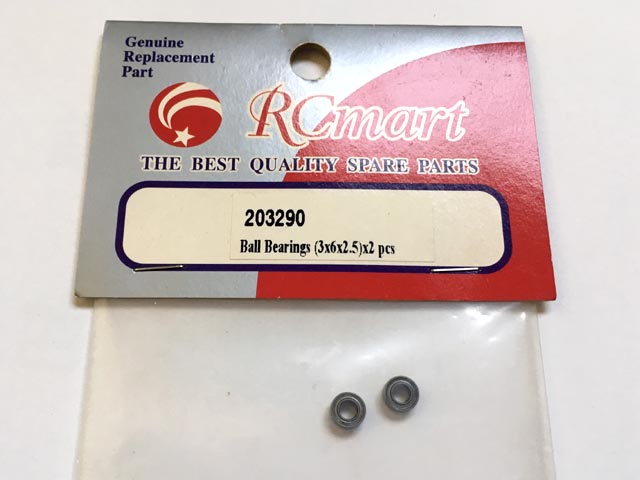 Genuine
Replacement
Part
RCmart
THE BEST QUALITY SPARE PARTS
203290
Ball Bearings (3x6x2.5)x2 pcs